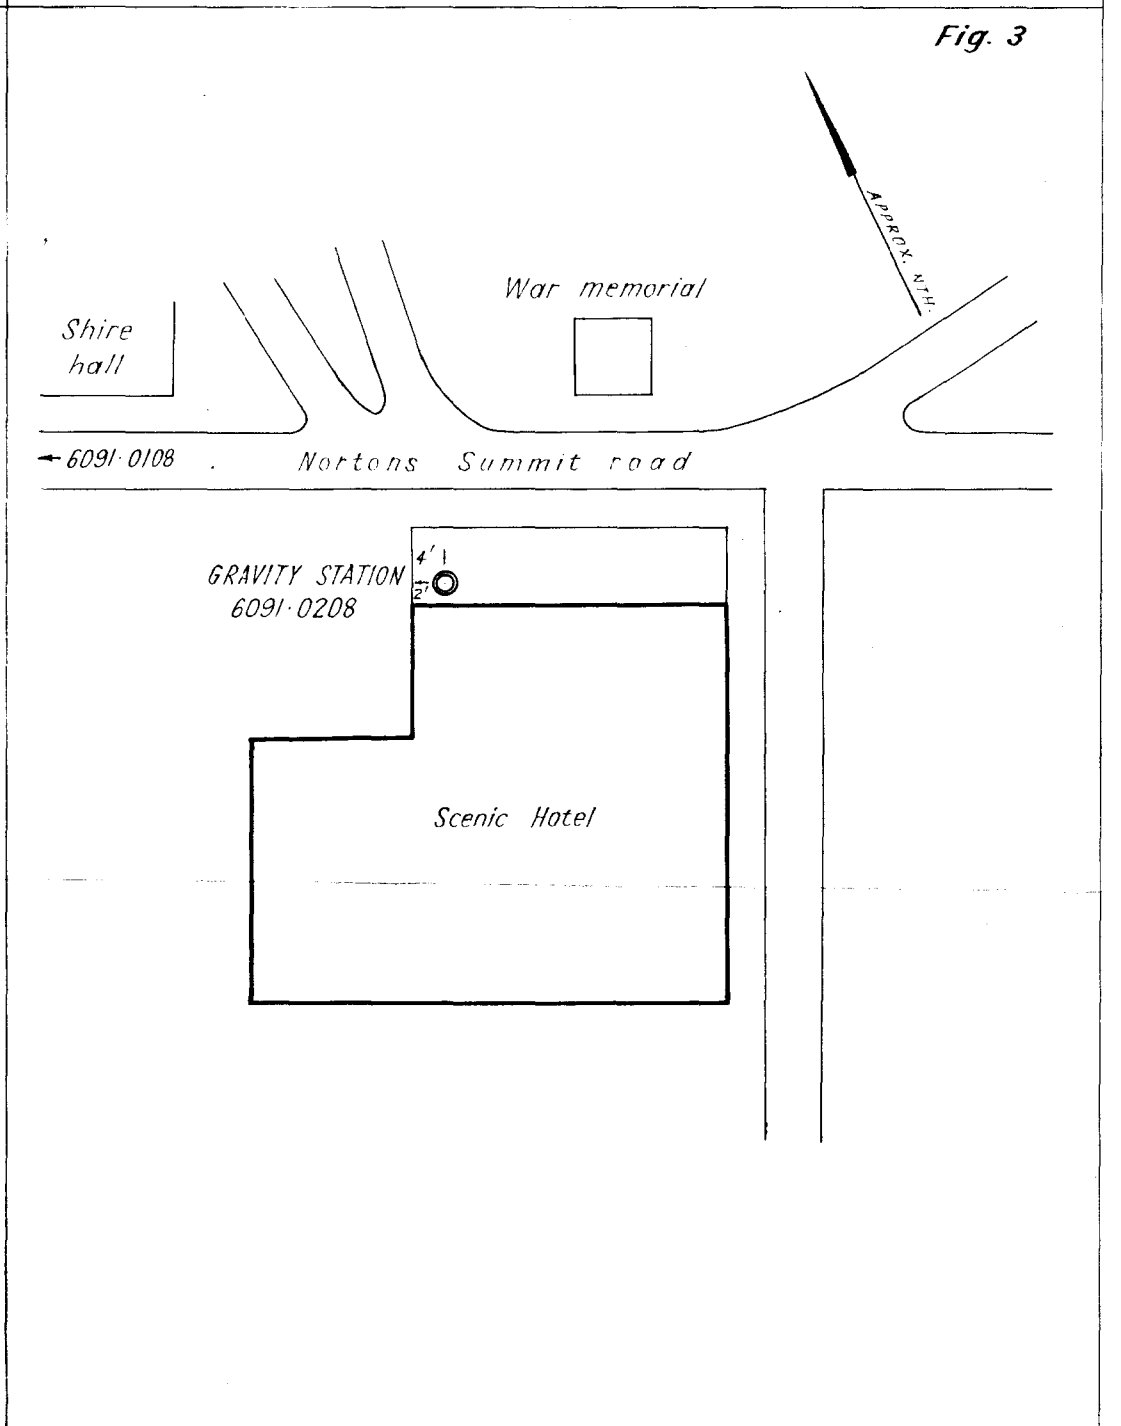 Fig. 3
APPROX. NTH.
War memorial
Shire
hall
6091·0108
Nortons Summit road
4'
GRAVITY STATION
2'
6091·0208
Scenic Hotel